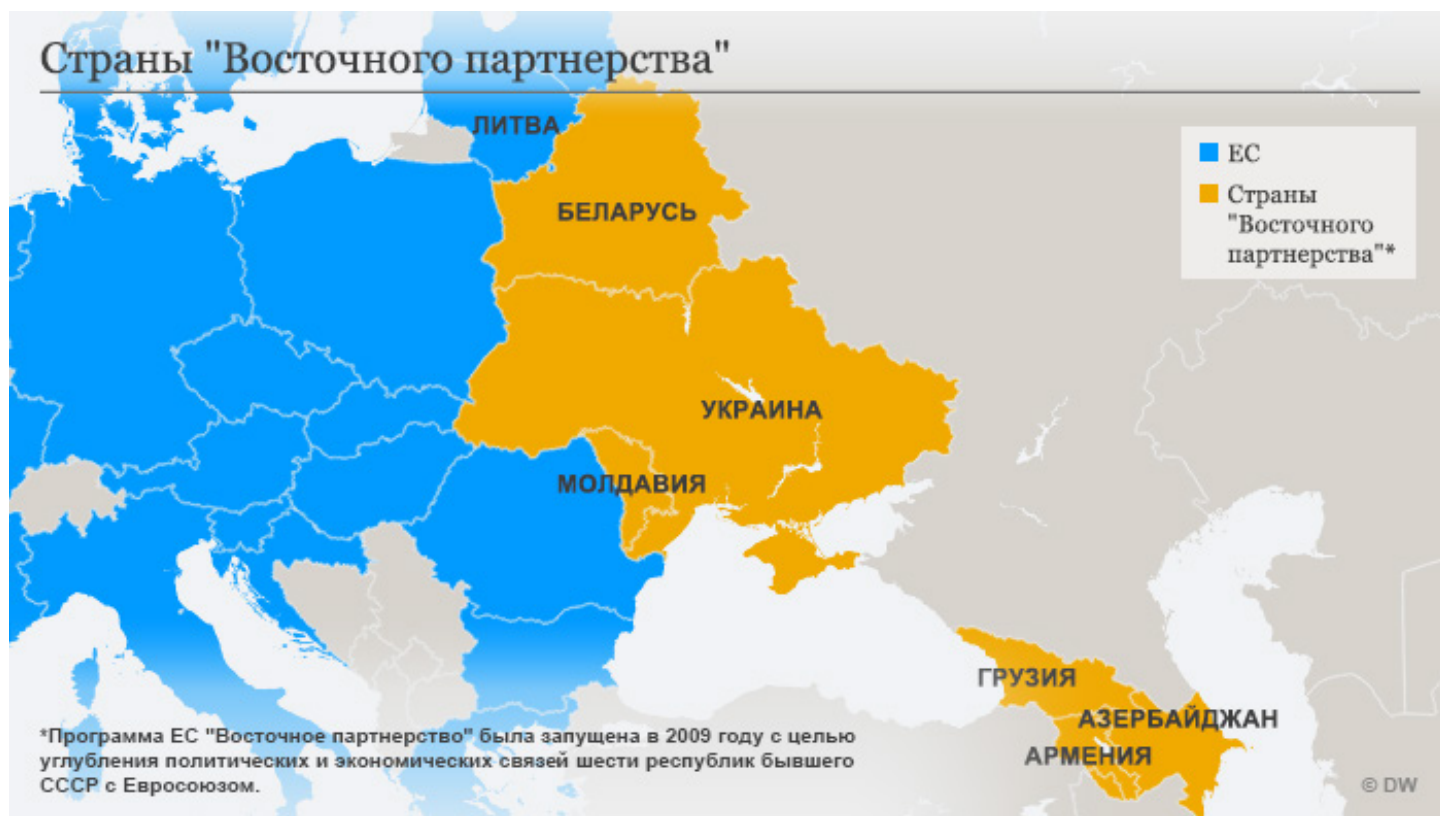 Страны "Восточного партнерства"
ЛИТВА
ЕС
Страны
"Восточного
партнерства"*
БЕЛАРУСЬ
УКРАИНА
МОЛДАВИЯ
ГРУЗИЯ
АЗЕРБАЙДЖАН
АРМЕНИЯ
*Программа ЕС "Восточное партнерство" была запущена в 2009 году с целью
углубления политических и экономических связей шести республик бывшего
СССР с Евросоюзом.
© DW